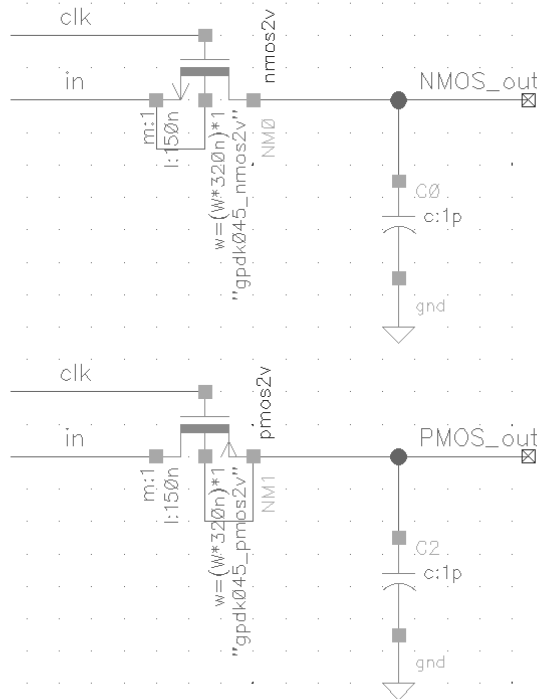 clk
nmos2v
in
NMOS_out
m:1
l:150n
w=(W*320n)*1
"gpdk045_nmos2v"
NM0
C0
c:1p
gnd
clk
pmos2v
in
PMOS_out
m:1
l:150n
w=(W*320n)*1
"gpdk045_pmos2v"
NM1
C2
c:1p
gnd